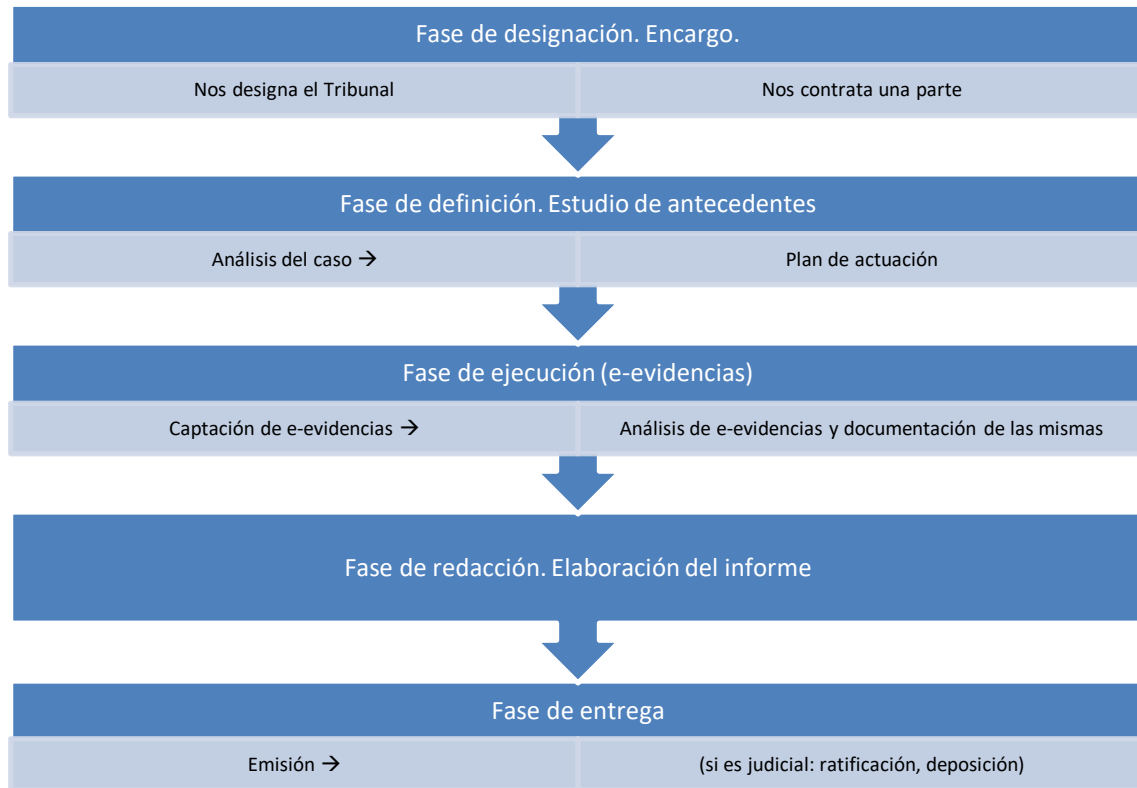 Fase de designación. Encargo.
Nos designa el Tribunal
Nos contrata una parte
Fase de definición. Estudio de antecedentes
Análisis del caso →
Plan de actuación
Fase de ejecución (e-evidencias)
Captación de e-evidencias →
Análisis de e-evidencias y documentación de las mismas
Fase de redacción. Elaboración del informe
Fase de entrega
Emisión →
(si es judicial: ratificación, deposición)